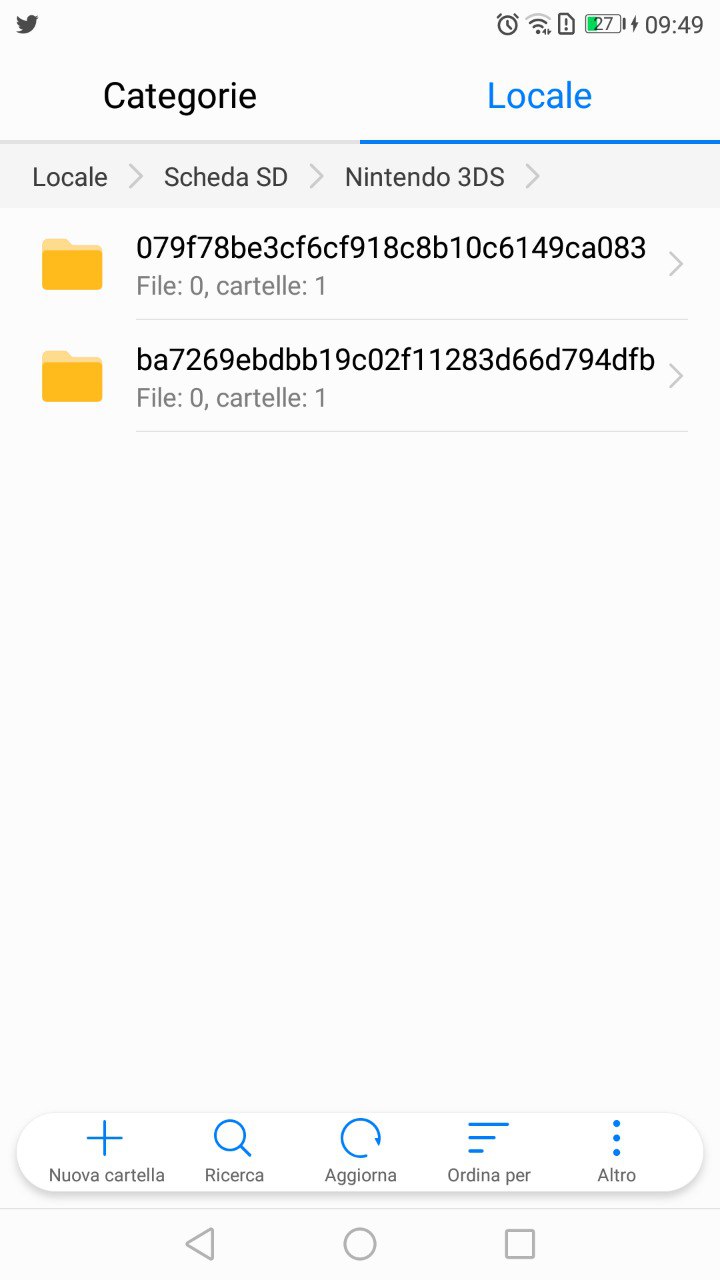 27 09:49
Categorie Locale
Locale Scheda SD Nintendo 3DS
079f78be3cf6cf918c8b10c6149ca083
File: 0, cartelle: 1
ba7269ebdbb19c02f11283d66d794dfb
File: 0, cartelle: 1
Nuova cartella Ricerca Aggiorna Ordina per Altro